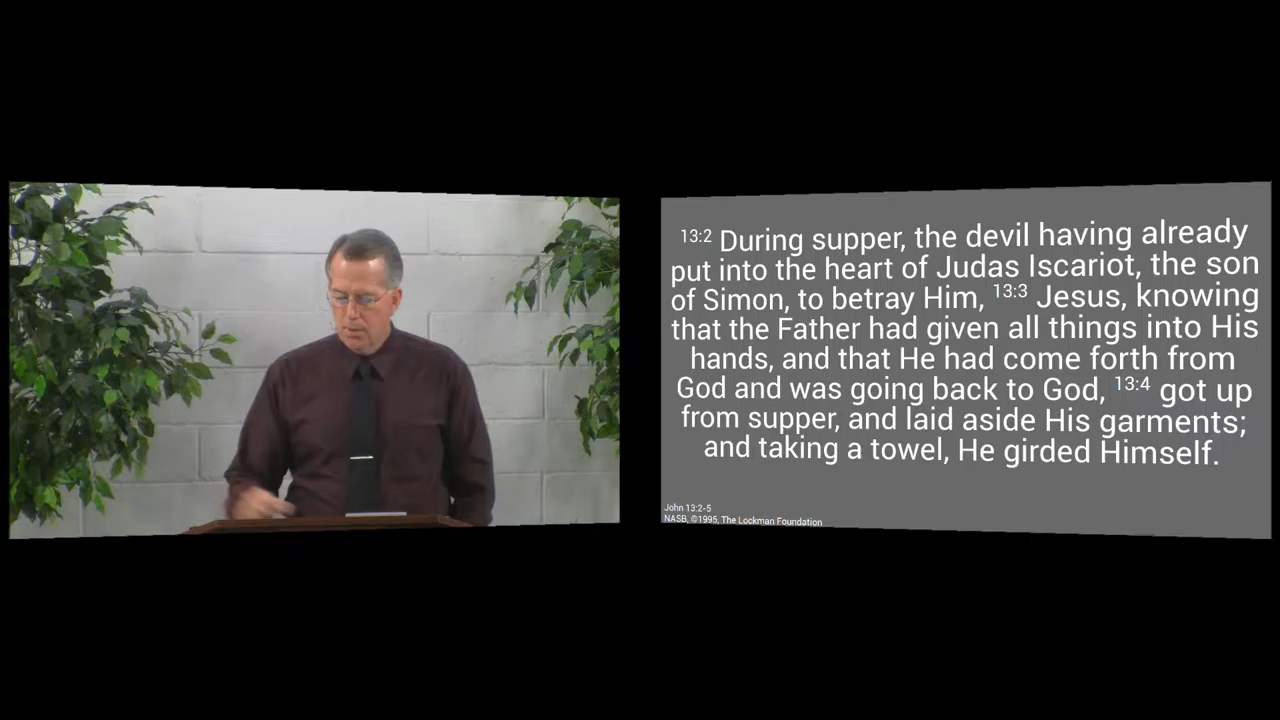 13:2 During supper, the devil having already
put into the heart of Judas Iscariot, the son
of Simon, to betray Him, 13:3 Jesus, knowing
that the Father had given all things into His
hands, and that He had come forth from
God and was going back to God, 13:4 got up
from supper, and laid aside His garments;
and taking a towel, He girded Himself.
John 13:2-5
NASB, ©1995, The Lockman Foundation